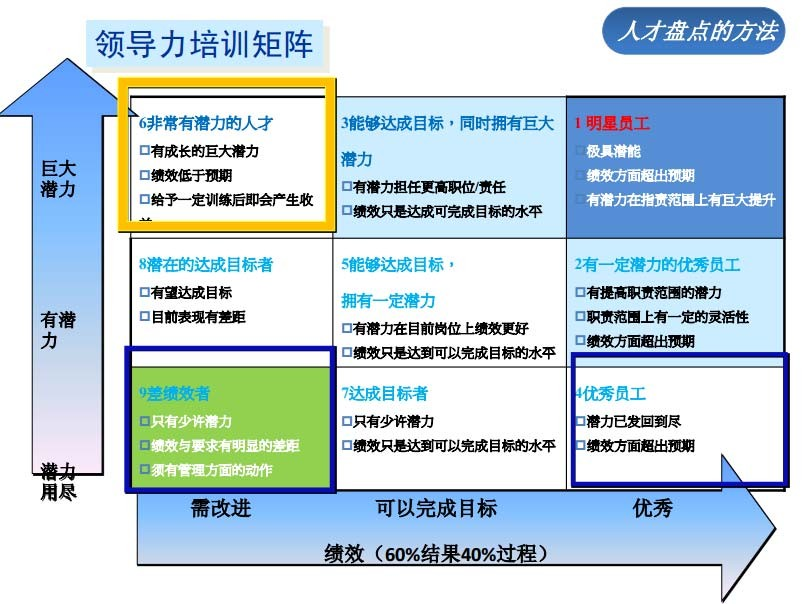 领导力培训矩阵
人才盘点的方法
巨大
潜力
有潜
力
潜力
用尽
6非常有潜力的人才
有成长的巨大潜力
绩效低于预期
给予一定训练后即会产生收
3能够达成目标，同时拥有巨大
潜力
有潜力担任更高职位/责任
绩效只是达成可完成目标的水平
1 明星员工
极具潜能
绩效方面超出预期
有潜力在指责范围上有巨大提升
8潜在的达成目标者
有望达成目标
目前表现有差距
5能够达成目标，
拥有一定潜力
有潜力在目前岗位上绩效更好
绩效只是达到可以完成目标的水平
2有一定潜力的优秀员工
有提高职责范围的潜力
职责范围上有一定的灵活性
绩效方面超出预期
9差绩效者
只有少许潜力
绩效与要求有明显的差距
须有管理方面的动作
7达成目标者
只有少许潜力
绩效只是达到可以完成目标的水平
4优秀员工
潜力已发回到尽
绩效方面超出预期
需改进
可以完成目标
优秀
绩效（60%结果40%过程）